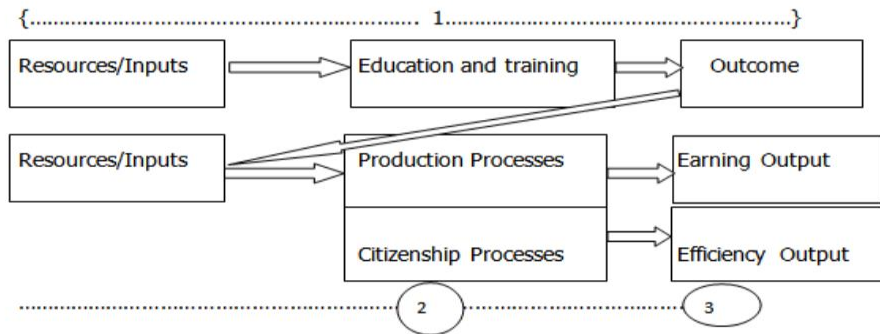 {……………………………………………. 1……………………………………………}
Resources/Inputs Education and training Outcome
Resources/Inputs Production Processes Earning Output
Citizenship Processes Efficiency Output
2 3